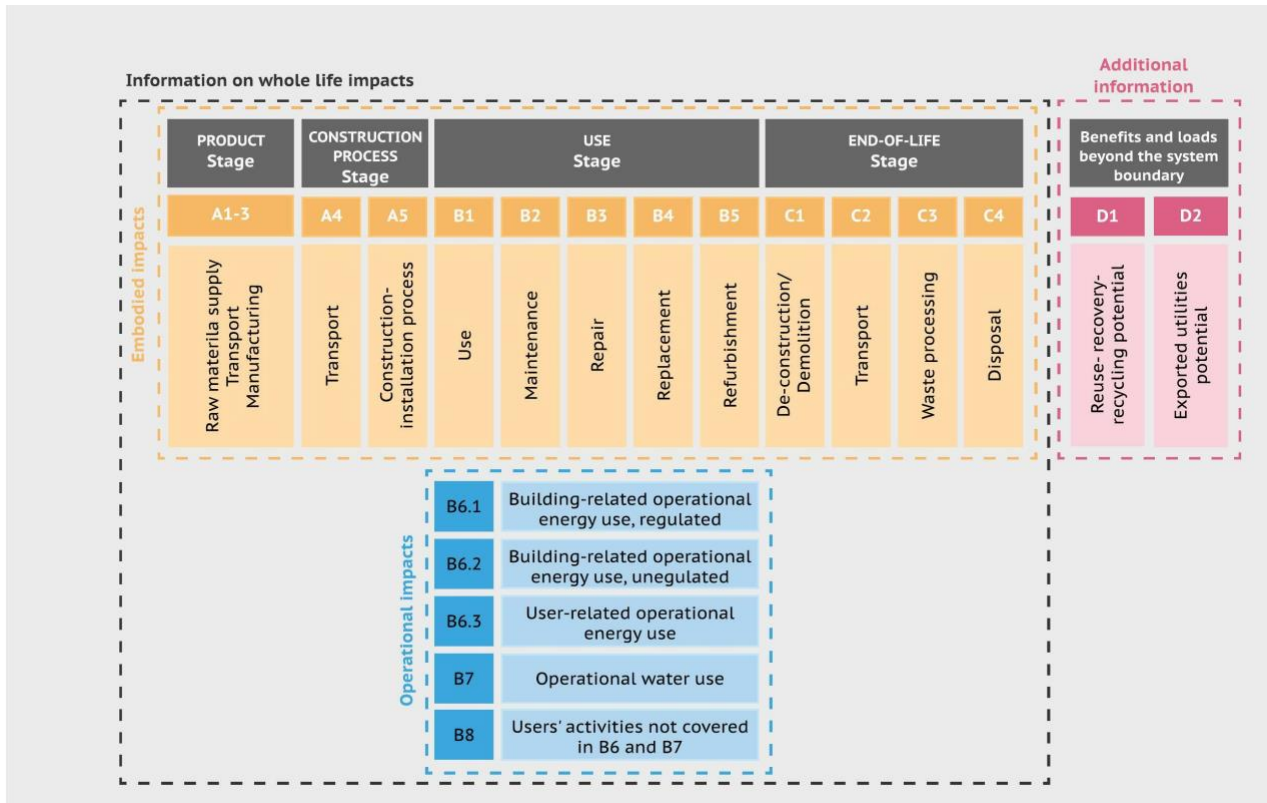 Information on whole life impacts
Additional
information
PRODUCT
Stage
CONSTRUCTION
PROCESS
Stage
USE
Stage
END-OF-LIFE
Stage
Benefits and loads
beyond the system
boundary
A1-3
A4
A5
B1
B2
B3
B4
B5
C1
C2
C3
C4
D1
D2
Embodied impacts
Raw materila supply
Transport
Manufacturing
Transport
Construction-
installation process
Use
Maintenance
Repair
Replacement
Refurbishment
De-construction/
Demolition
Transport
Waste processing
Disposal
Reuse- recovery-
recycling potential
Exported utilities
potential
Operational impacts
B6.1
Building-related operational
energy use, regulated
B6.2
Building-related operational
energy use, unegulated
B6.3
User-related operational
energy use
B7
Operational water use
B8
Users' activities not covered
in B6 and B7